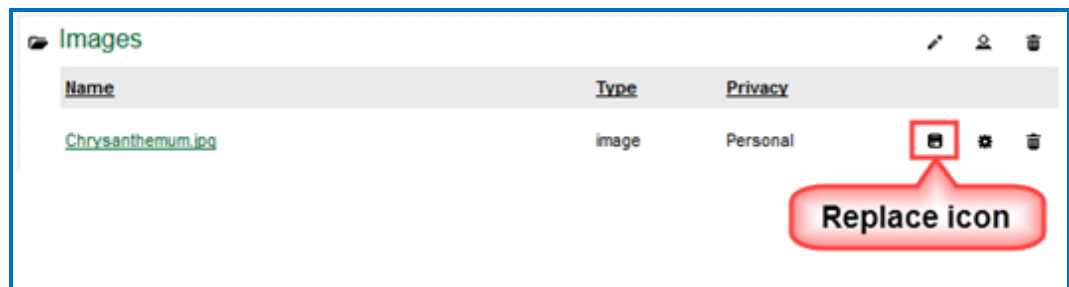 Images
Name Type Privacy
Chrysanthemum.jpg image Personal
Replace icon